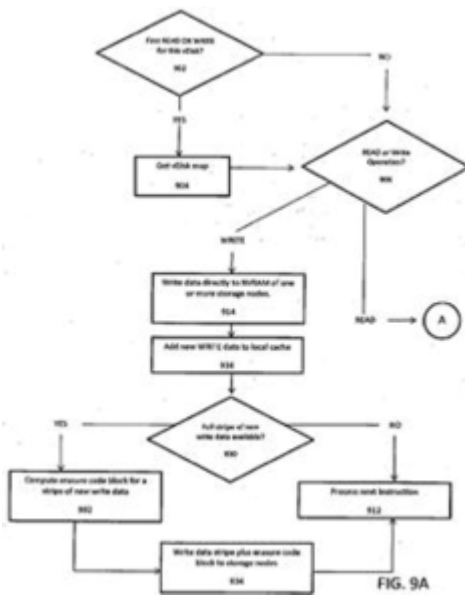 First READ OR WRITE
for this vDisk?
902
NO
YES
Get vDisk map
904
READ or Write
Operation?
906
WRITE
Write data directly to NVRAM of one
or more storage nodes.
914
READ
A
Add new WRITE data to local cache
916
YES
Full stripe of new
write data available?
930
NO
Compute erasure code block for a
stripe of new write data
932
Process next instruction
912
Write data stripe plus erasure code
block to storage nodes
934
FIG. 9A